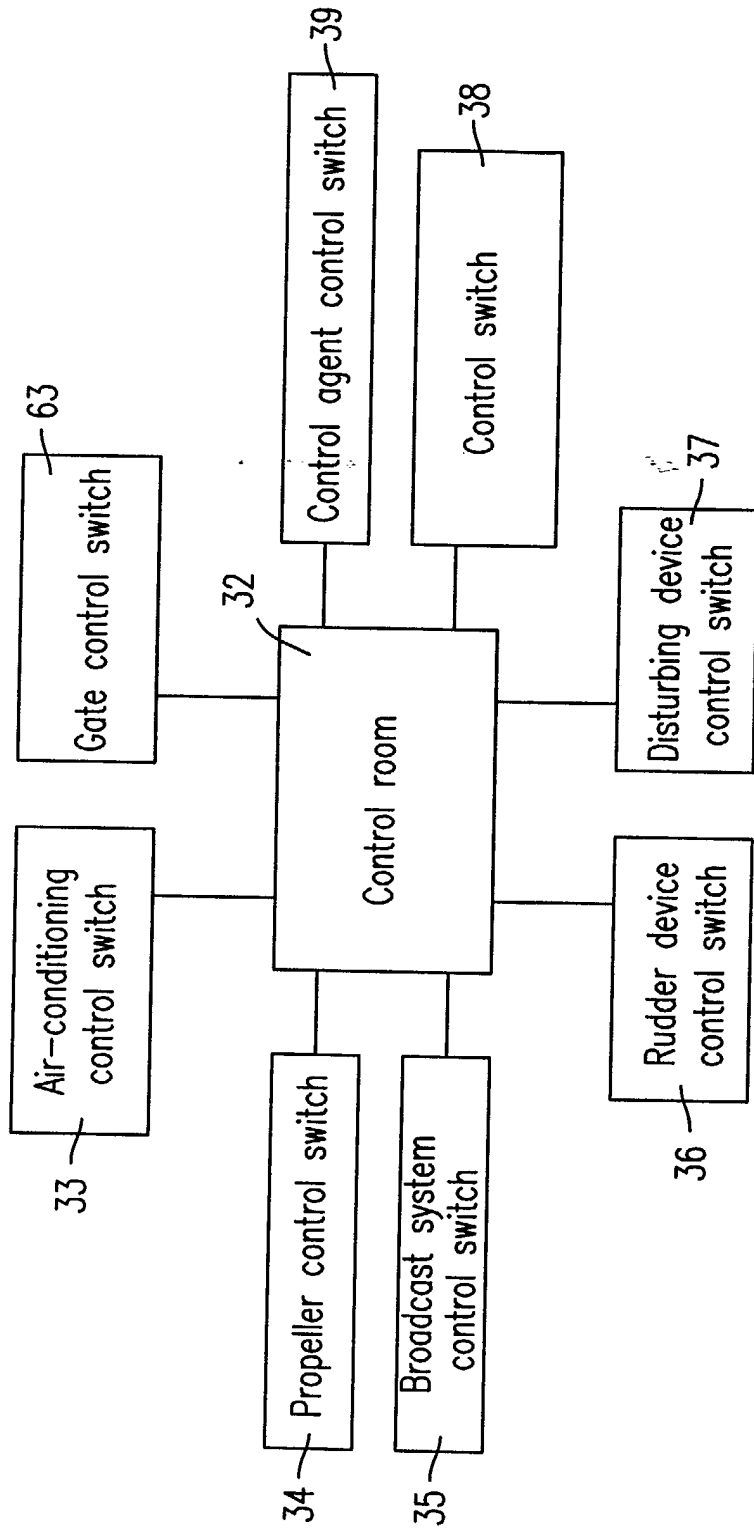 33
Air-conditioning
control switch
63
Gate control switch
34
Propeller control switch
32
Control room
39
Control agent control switch
35
Broadcast system
control switch
38
Control switch
36
Rudder device
control switch
37
Disturbing device
control switch